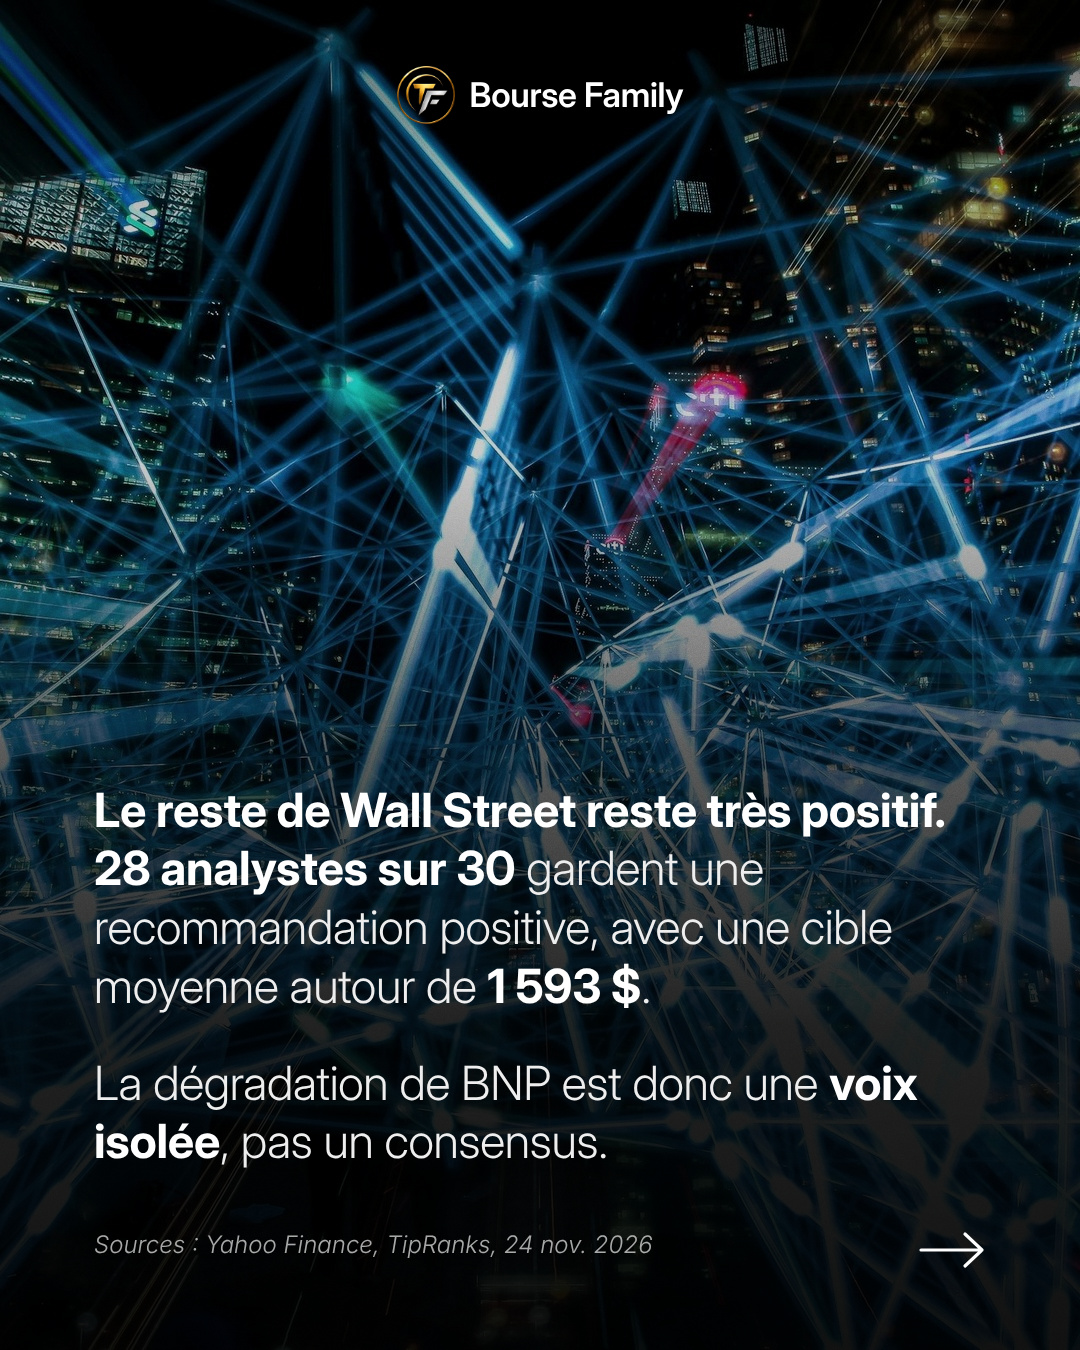 Bourse Family
citi
citi
Le reste de Wall Street reste très positif.
28 analystes sur 30 gardent une
recommandation positive, avec une cible
moyenne autour de 1 593 $.
La dégradation de BNP est donc une voix
isolée, pas un consensus.
Sources : Yahoo Finance, TipRanks, 24 nov. 2026